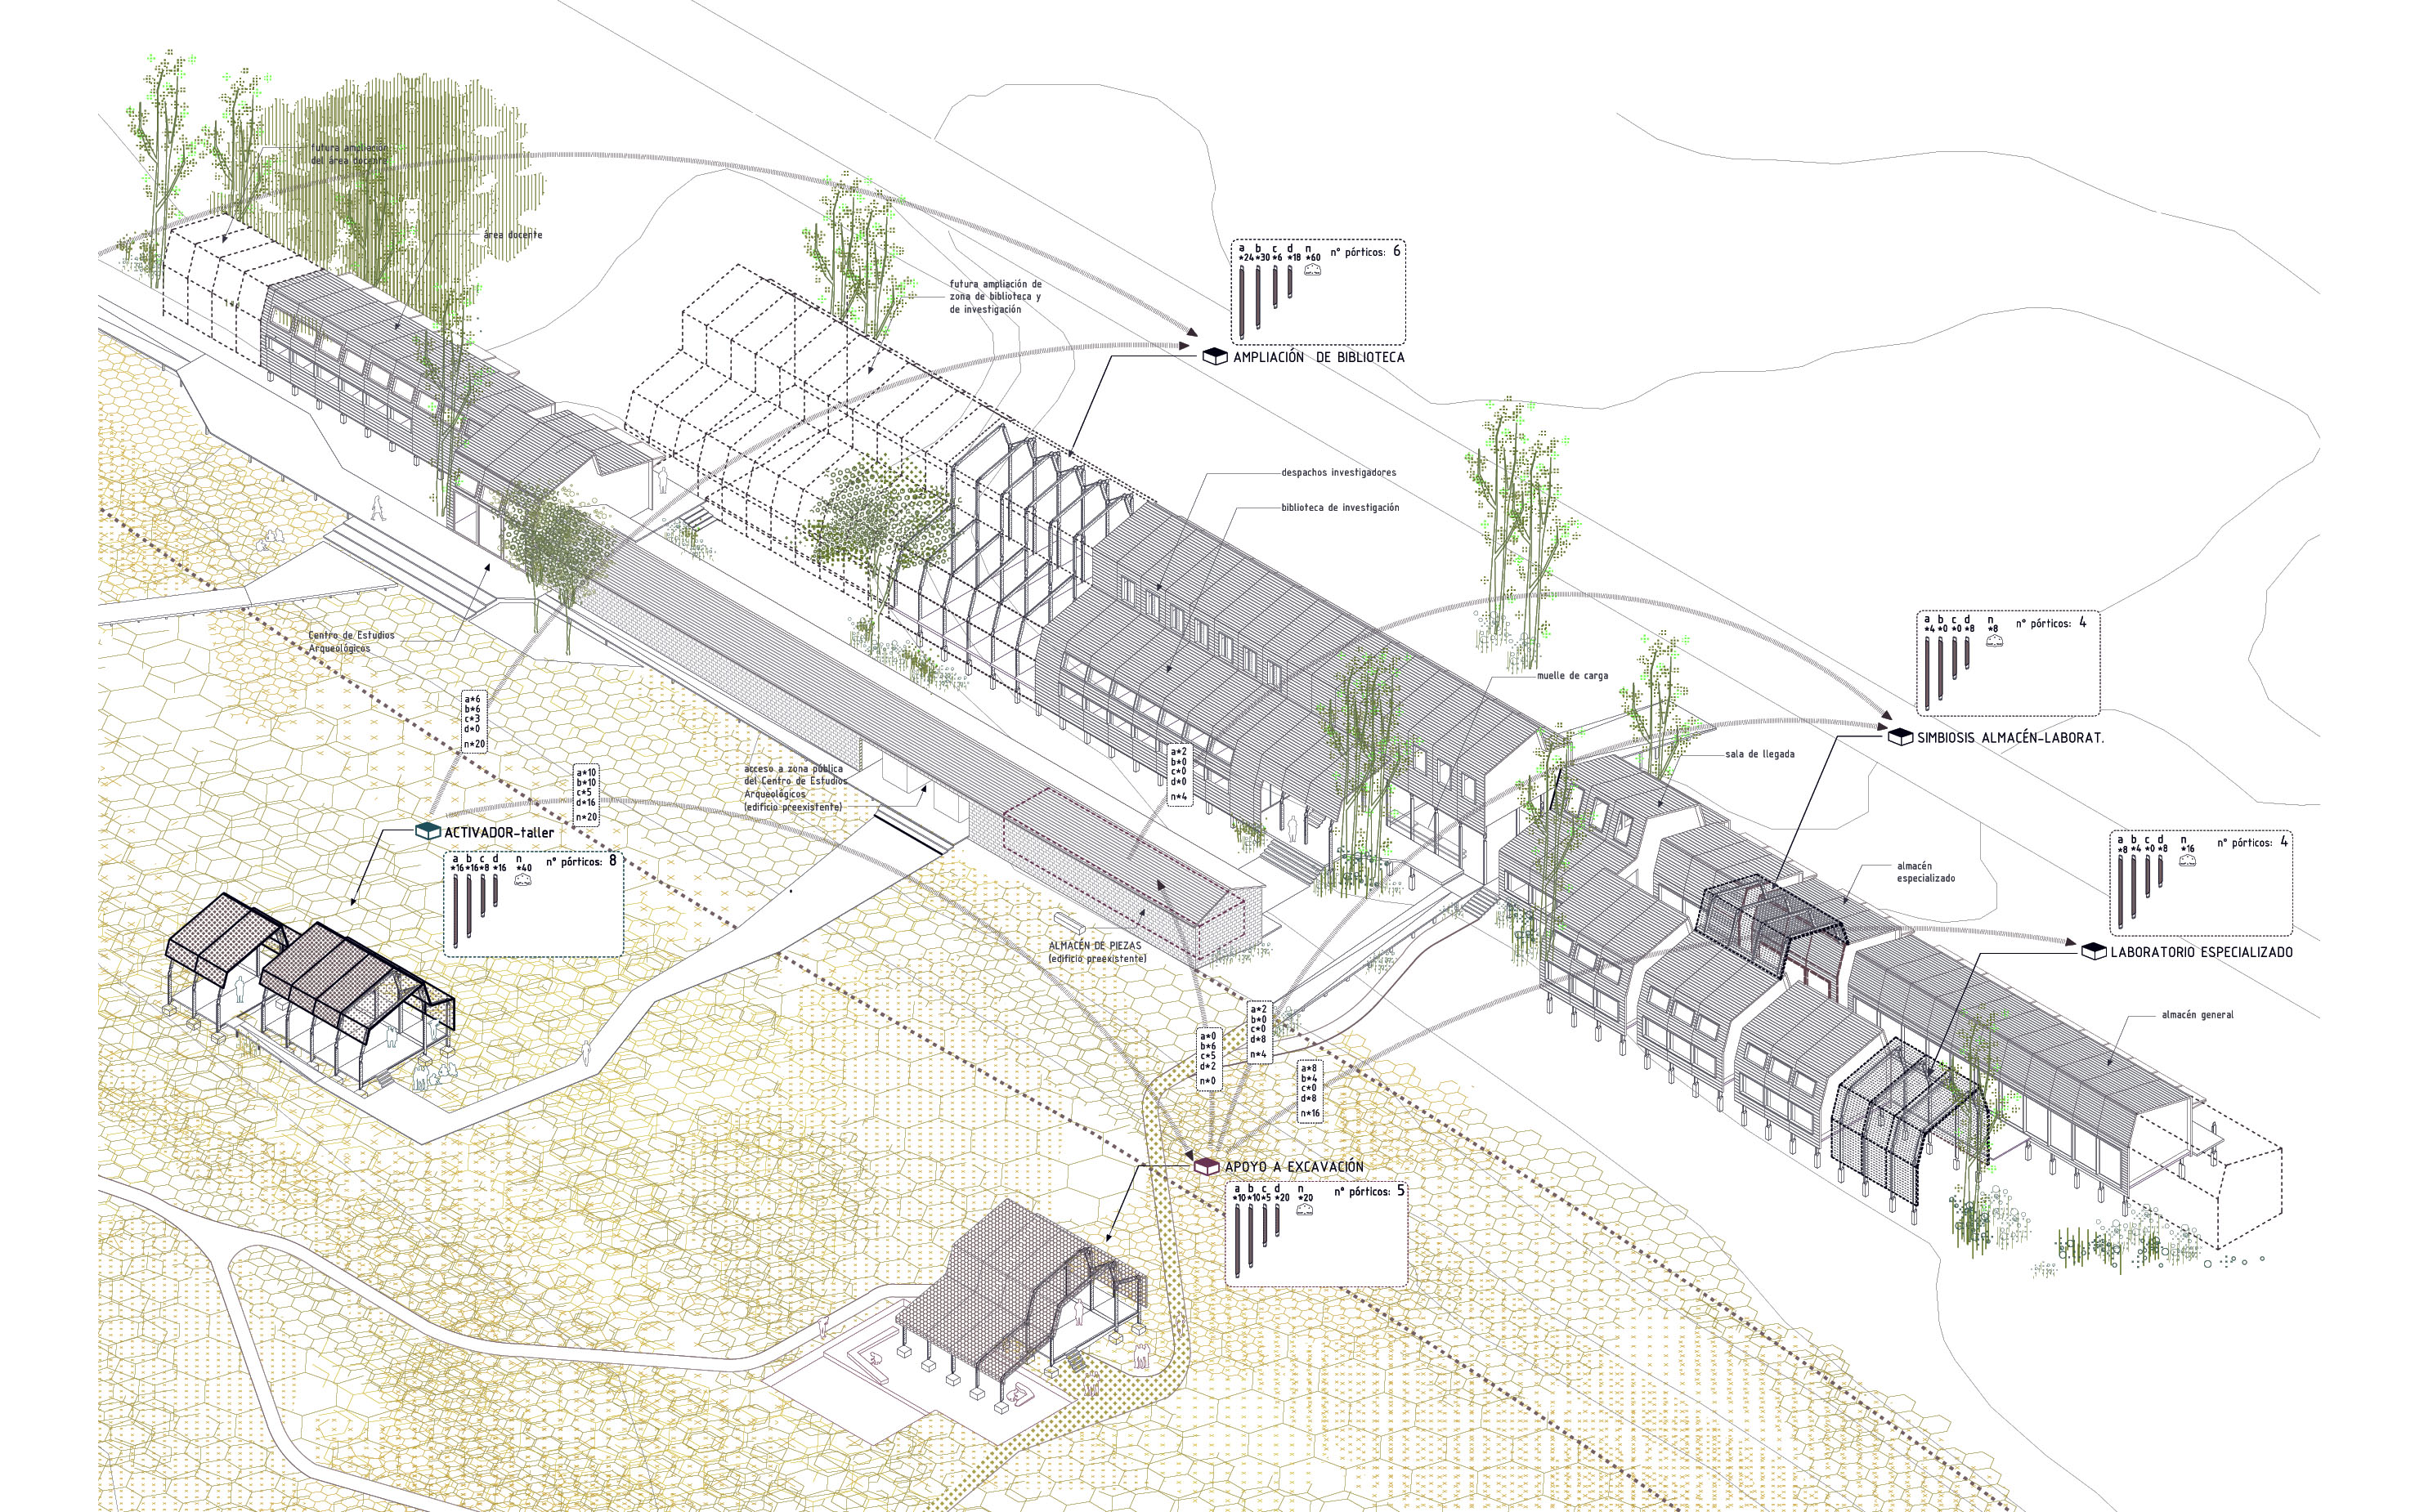 futura ampliación
del área docente
área docente
futura ampliación de
zona de biblioteca y
de investigación
a b c d n nº pórticos: 6
*24*30*6 *18 *60
AMPLIACIÓN DE BIBLIOTECA
despachos investigadores
biblioteca de investigación
Centro de Estudios
Arqueológicos
muelle de carga
sala de llegada
a b c d n nº pórticos: 4
*4 *0 *0 *8 *8
SIMBIOSIS ALMACÉN-LABORAT.
a*6
b*6
c*3
d*0
n*20
a*10
b*10
c*5
d*16
n*20
acceso a zona pública
del Centro de Estudios
Arqueológicos
(edificio preexistente)
a*2
b*0
c*0
d*0
n*4
ACTIVADOR-taller
a b c d n nº pórticos: 8
*16*16*8 *16 *40
almacén
especializado
a b c d n nº pórticos: 4
*8 *4 *0 *8 *16
LABORATORIO ESPECIALIZADO
ALMACÉN DE PIEZAS
(edificio preexistente)
almacén general
a*0
b*6
c*5
d*2
n*0
a*2
b*0
c*0
d*8
n*4
a*8
b*4
c*0
d*8
n*16
APOYO A EXCAVACIÓN
a b c d n nº pórticos: 5
*10*10*5 *20 *20